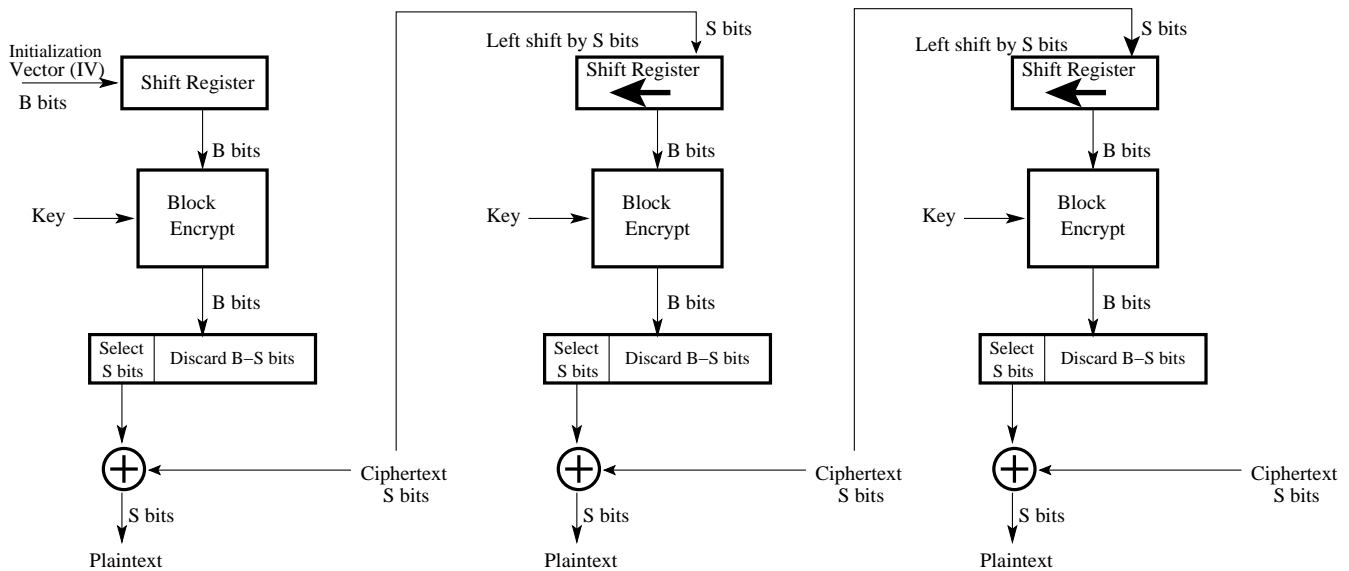 Initialization
Vector (IV)
B bits
Shift Register
B bits
Key
Block
Encrypt
B bits
Select
S bits
Discard B−S bits
S bits
Plaintext
Ciphertext
S bits
S bits
Left shift by S bits
Shift Register
B bits
Key
Block
Encrypt
B bits
Select
S bits
Discard B−S bits
S bits
Plaintext
Ciphertext
S bits
S bits
Left shift by S bits
Shift Register
B bits
Key
Block
Encrypt
B bits
Select
S bits
Discard B−S bits
S bits
Plaintext
Ciphertext
S bits